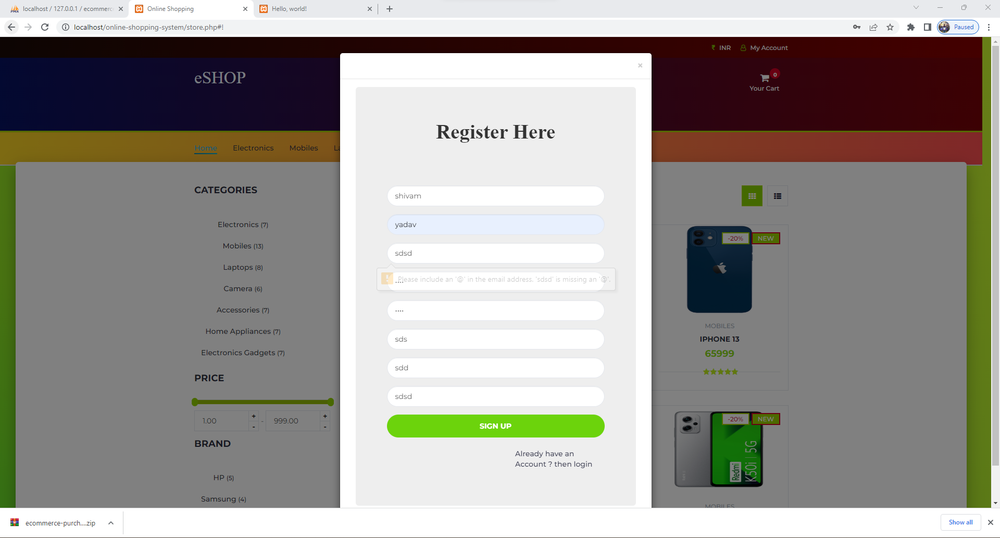 localhost / 127.0.0.1 / ecommerc
Online Shopping
Hello, world!
localhost/online-shopping-system/store.php#!
Paused
INR
My Account
eSHOP
0
Your Cart
Home
Electronics
Mobiles
La
×
Register Here
shivam
yadav
sdsd
Please include an '@' in the email address. 'sdsd' is missing an '@'.
....
....
sds
sdd
sdsd
SIGN UP
Already have an
Account ? then login
CATEGORIES
Electronics (7)
Mobiles (13)
Laptops (8)
Camera (6)
Accessories (7)
Home Appliances (7)
Electronics Gadgets (7)
PRICE
1.00
+
-
-
999.00
+
-
BRAND
HP (5)
Samsung (4)
-20%
NEW
MOBILES
IPHONE 13
65999
-20%
NEW
Redmi
K50i | 5G
MOBILES
ecommerce-purch....zip
Show all